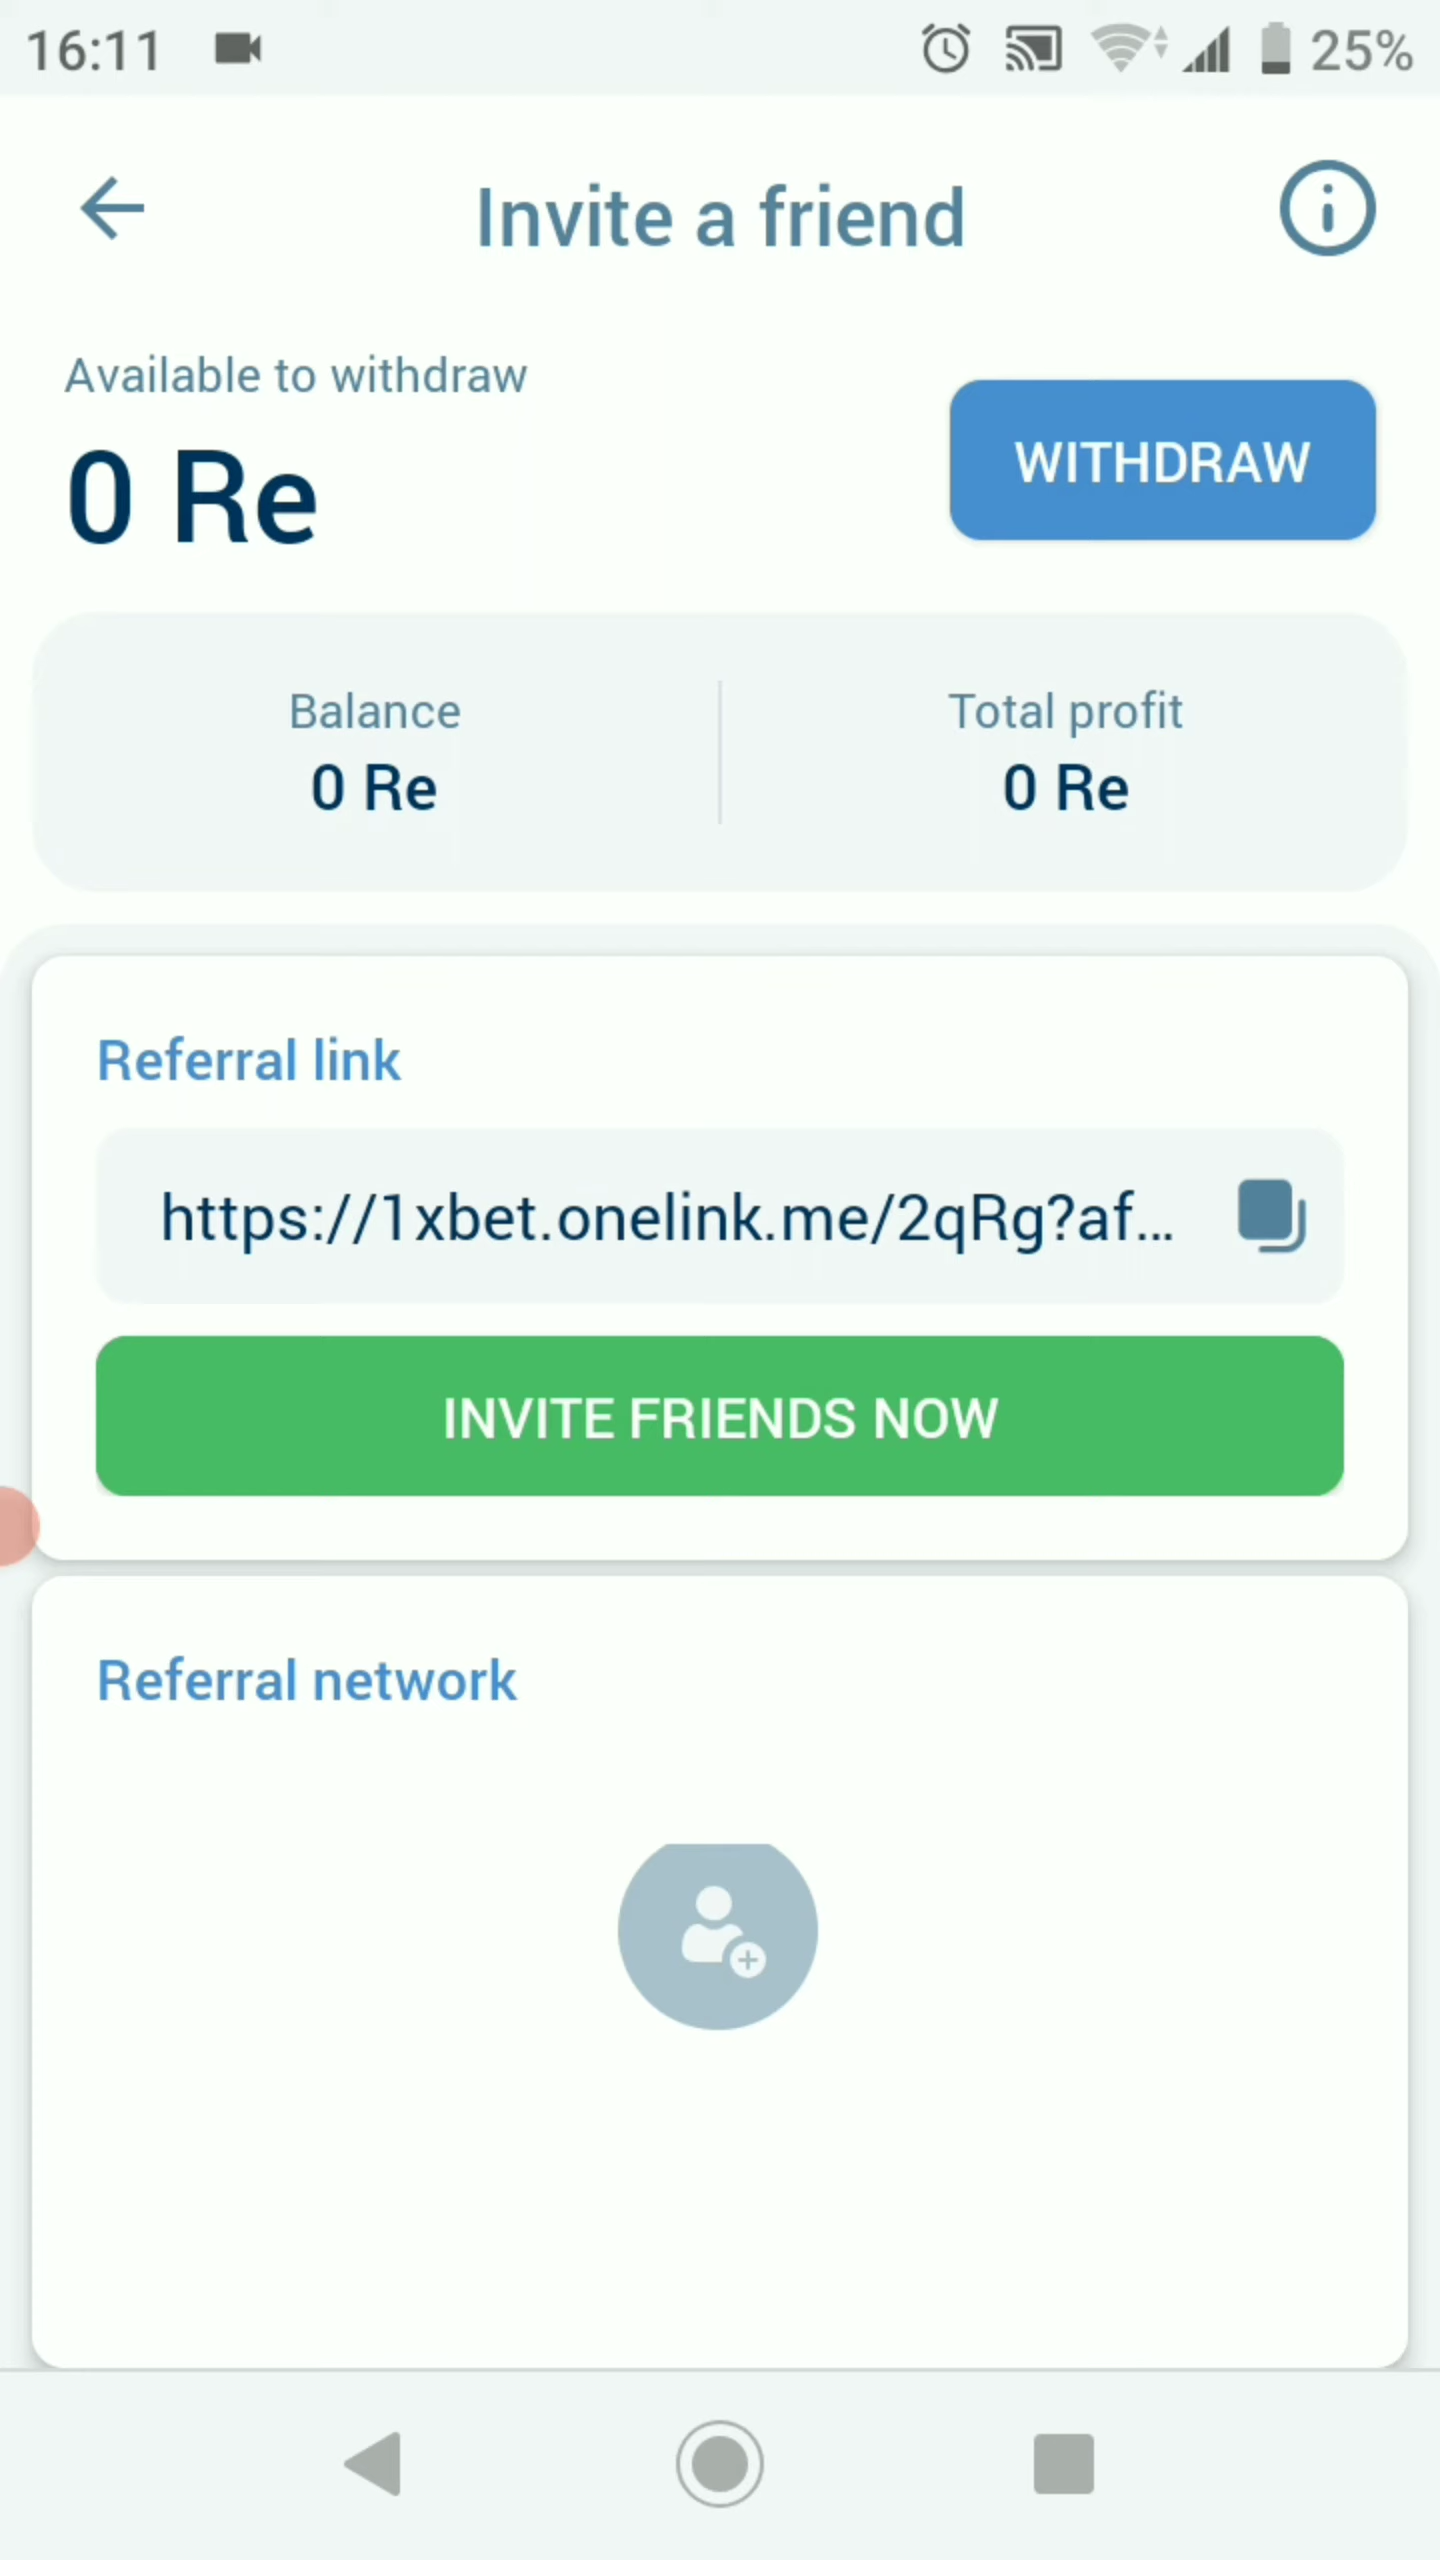 16:11
25%
Invite a friend
Available to withdraw
0 Re
WITHDRAW
Balance
Total profit
0 Re
0 Re
Referral link
https://1xbet.onelink.me/2qRg?af...
INVITE FRIENDS NOW
Referral network